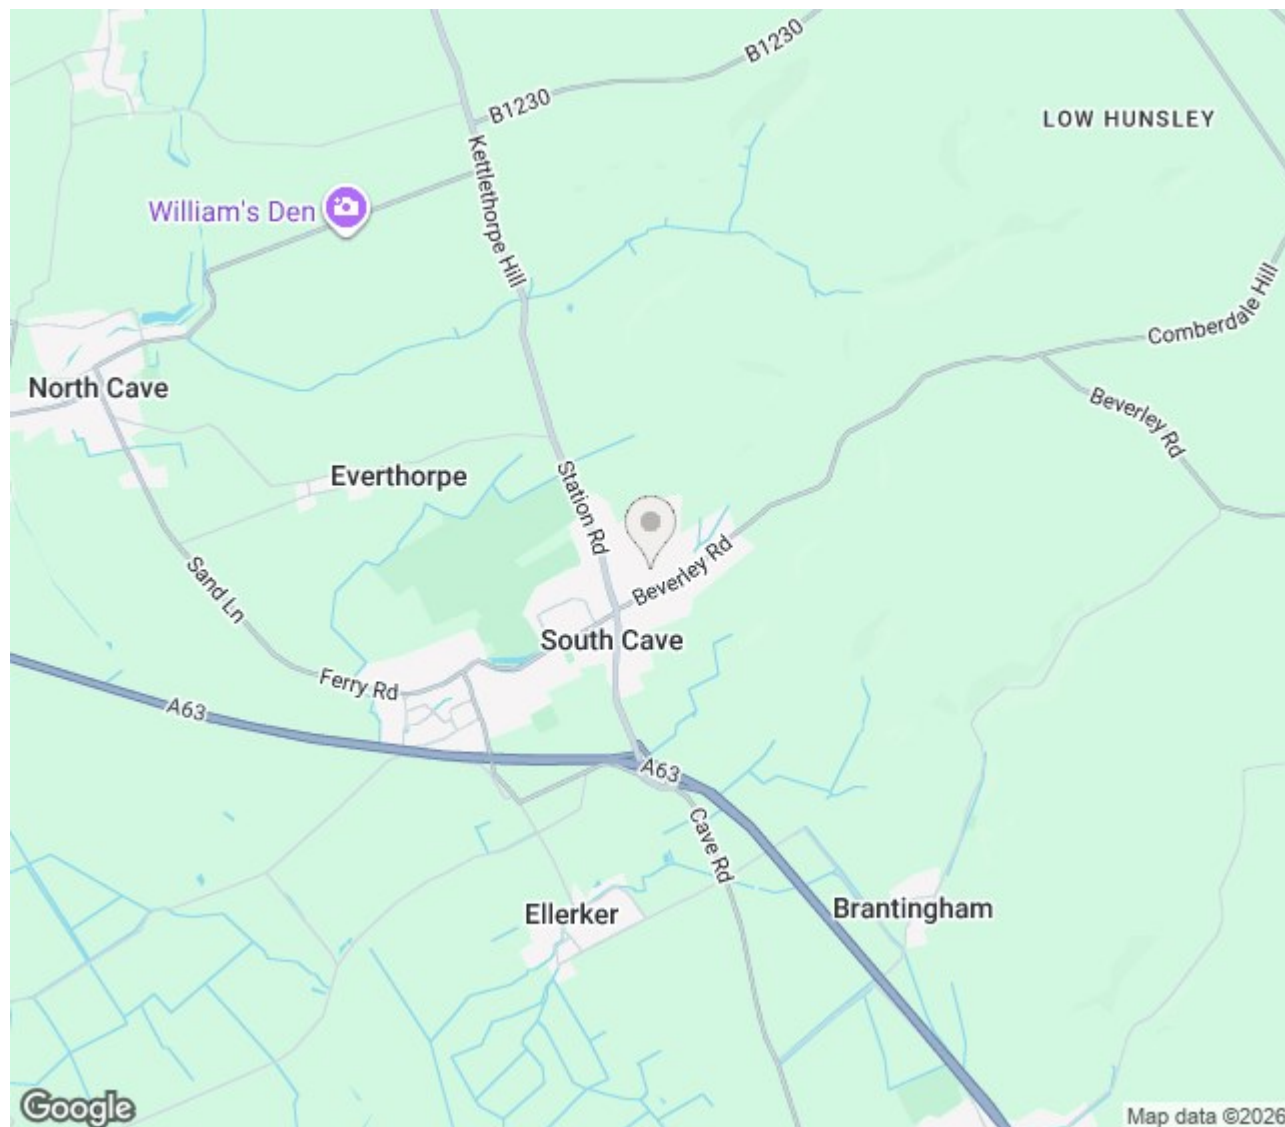 B1230
B1230
LOW HUNSLEY
Kettlethorpe Hill
William's Den
Comberdale Hill
North Cave
Beverley Rd
Everthorpe
Station Rd
Beverley Rd
Sand Ln
South Cave
Ferry Rd
A63
A63
Cave Rd
Ellerker
Brantingham
Google
Map data ©2026